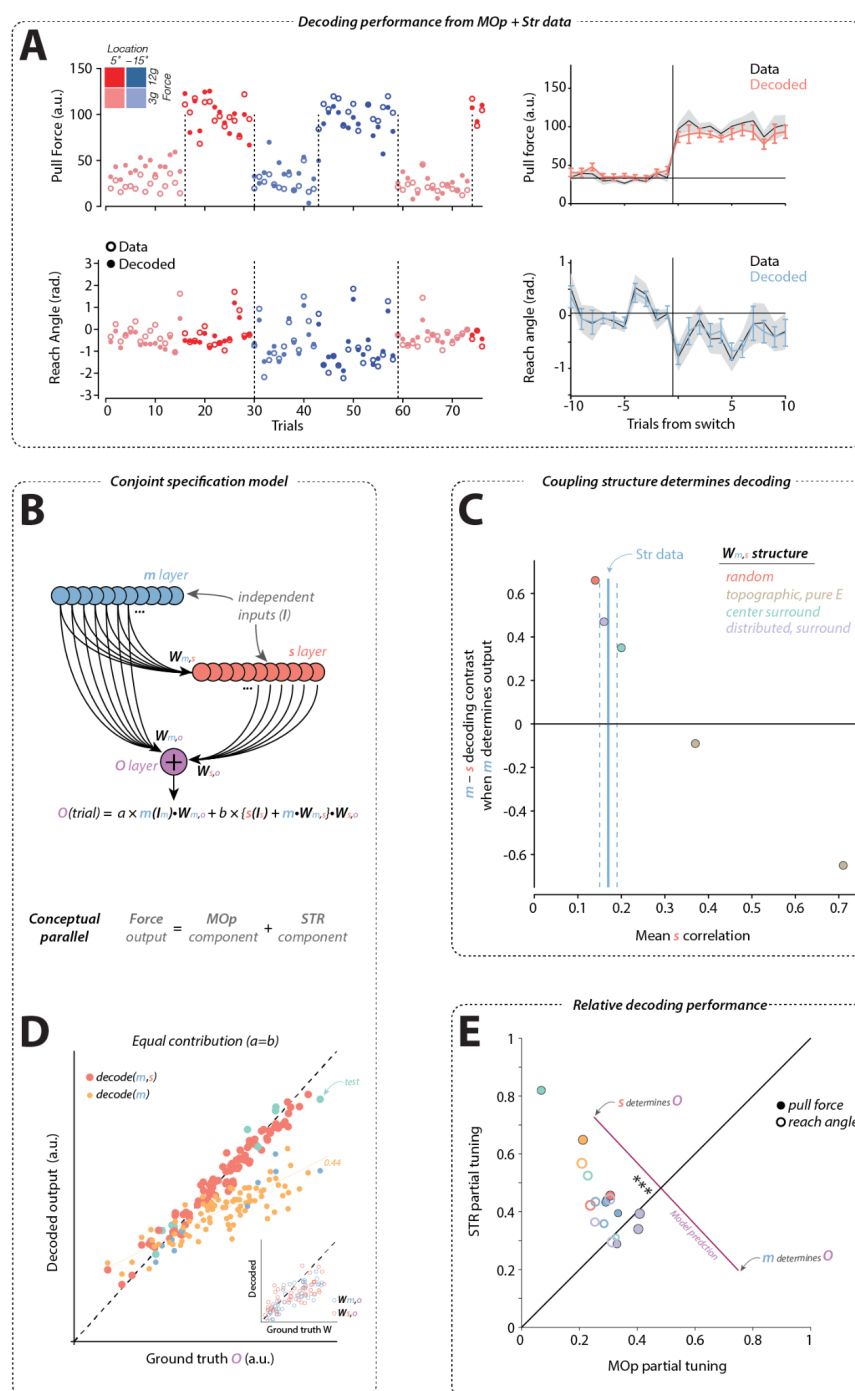 Decoding performance from MOp + Str data
A
Location
5° −15°
12g
3g
Force
Pull Force (a.u.)
150
100
50
0
Data
Decoded
Pull force (a.u.)
150
100
50
0
Data
Decoded
Reach Angle (rad.)
3
2
1
0
-1
-2
-3
0 10 20 30 40 50 60 70
Trials
Data
Decoded
Reach angle (rad.)
1
0
-1
-10 -5 0 5 10
Trials from switch
Conjoint specification model
B
m layer
independent
inputs (I)
...
s layer
Wm,s
...
Wm,o
O layer
+
Ws,o
O(trial) = a × m(Im)•Wm,o + b × {s(Is) + m•Wm,s}•Ws,o
Conceptual
parallel
Force
output
=
MOp
component
+
STR
component
Coupling structure determines decoding
C
Str data
Wm,s structure
random
topographic, pure E
center surround
distributed, surround
m – s decoding contrast
when m determines output
0.6
0.4
0.2
0
-0.2
-0.4
-0.6
0 0.1 0.2 0.3 0.4 0.5 0.6 0.7
Mean s correlation
D
Equal contribution (a=b)
decode(m,s)
decode(m)
test
0.44
Decoded output (a.u.)
Ground truth O (a.u.)
Decoded
Ground truth W
Wm,o
Ws,o
Relative decoding performance
E
STR partial tuning
1
0.8
0.6
0.4
0.2
0
s determines O
pull force
reach angle
***
Model prediction
m determines O
0 0.2 0.4 0.6 0.8 1
MOp partial tuning